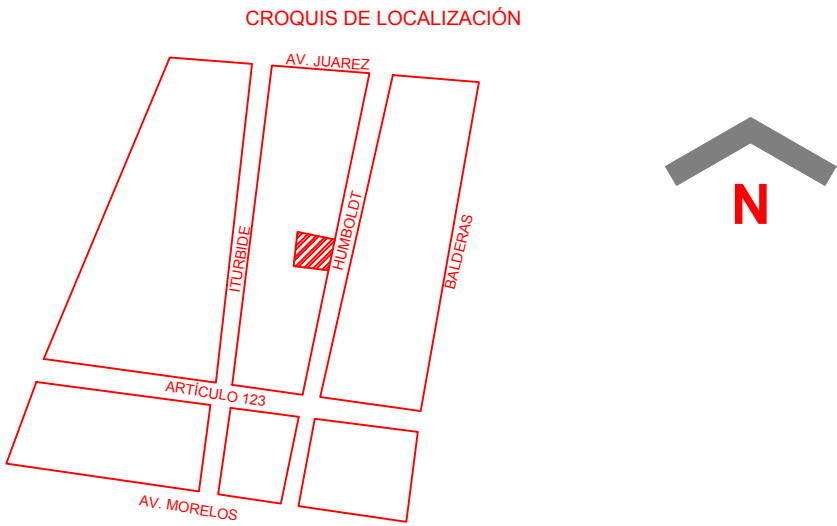 CROQUIS DE LOCALIZACIÓN
AV. JUAREZ
N
ITURBIDE
HUMBOLDT
BALDERAS
ARTÍCULO 123
AV. MORELOS